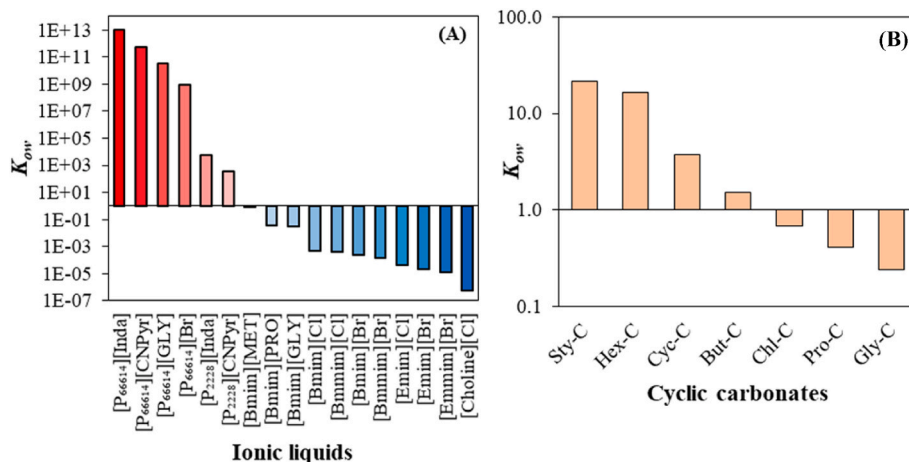 (A)
K_ow
1E+13
1E+11
1E+09
1E+07
1E+05
1E+03
1E+01
1E−01
1E−03
1E−05
1E−07
[P₆₆₆₁₄][Inda]
[P₆₆₆₁₄][CNPyr]
[P₆₆₆₁₄][GLY]
[P₆₆₆₁₄][Br]
[P₂₂₂₈][Inda]
[P₂₂₂₈][CNPyr]
[Bmim][MET]
[Bmim][PRO]
[Bmim][GLY]
[Bmim][Cl]
[Bmmim][Cl]
[Bmim][Br]
[Bmmim][Br]
[Emim][Cl]
[Emim][Br]
[Emmim][Br]
[Choline][Cl]
Ionic liquids
(B)
K_ow
100.0
10.0
1.0
0.1
Sty-C
Hex-C
Cyc-C
But-C
Chl-C
Pro-C
Gly-C
Cyclic carbonates